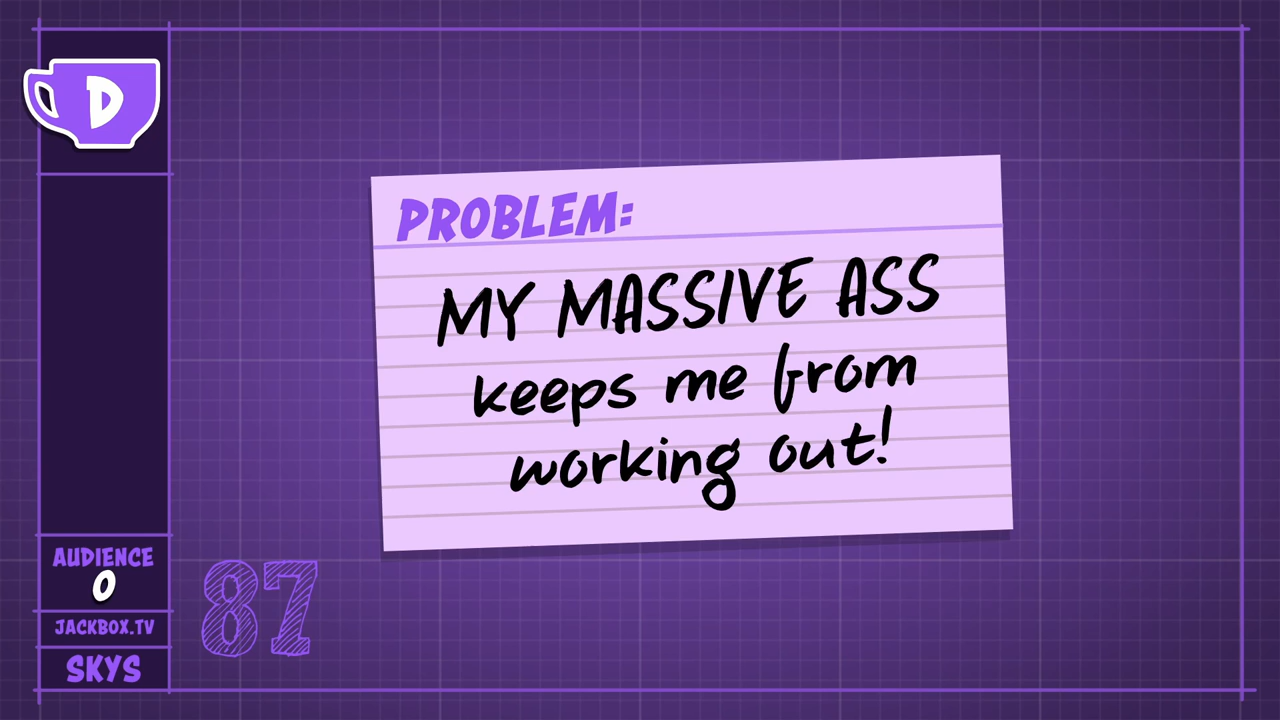 D
PROBLEM:
MY MASSIVE ASS
keeps me from
working out!
AUDIENCE
0
JACKBOX.TV
SKYS
87